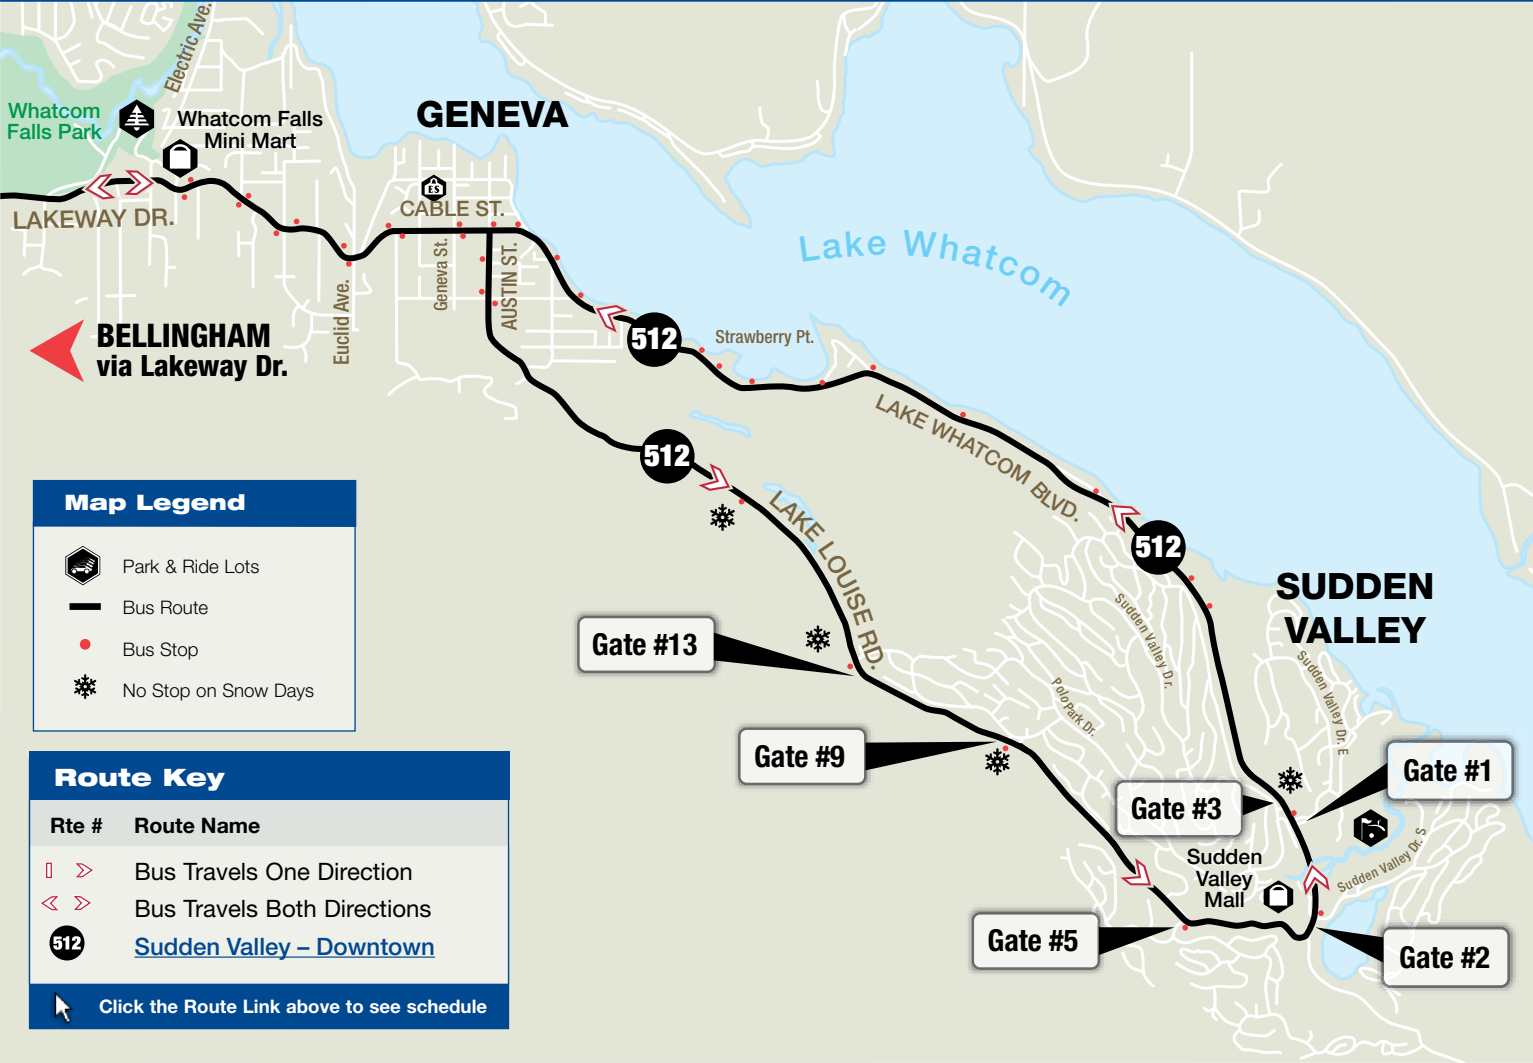 Electric Ave.
Whatcom
Falls Park
Whatcom Falls
Mini Mart
GENEVA
ES
CABLE ST.
LAKEWAY DR.
Geneva St.
AUSTIN ST.
Euclid Ave.
Lake Whatcom
BELLINGHAM
via Lakeway Dr.
512
Strawberry Pt.
LAKE WHATCOM BLVD.
512
LAKE LOUISE RD.
512
SUDDEN
VALLEY
Sudden Valley Dr.
Sudden Valley Dr. E
Polo Park Dr.
Gate #13
Gate #9
Gate #1
Gate #3
Sudden
Valley
Mall
Sudden Valley Dr. S
Gate #5
Gate #2
Map Legend
Park & Ride Lots
Bus Route
Bus Stop
No Stop on Snow Days
Route Key
Rte # Route Name
Bus Travels One Direction
Bus Travels Both Directions
512 Sudden Valley – Downtown
Click the Route Link above to see schedule